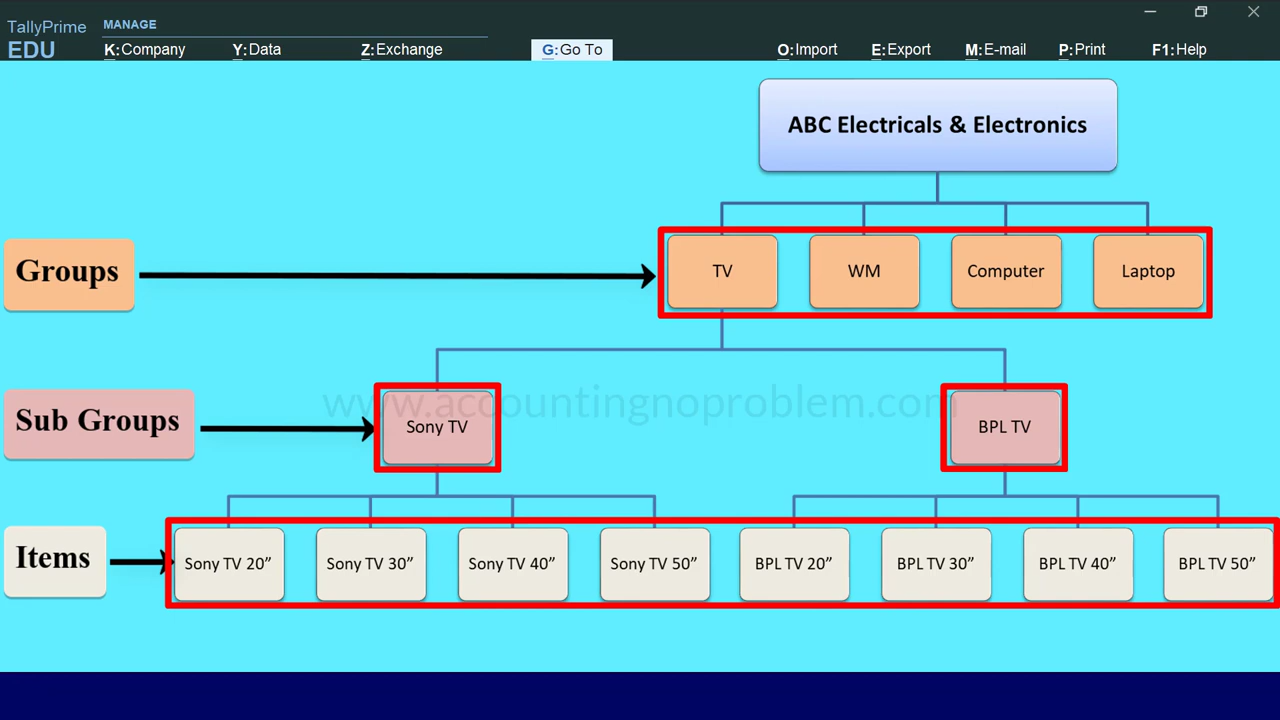 TallyPrime
EDU
MANAGE
K:Company Y:Data Z:Exchange G:Go To O:Import E:Export M:E-mail P:Print F1:Help
ABC Electricals & Electronics
Groups
TV WM Computer Laptop
www.accountingnoproblem.com
Sub Groups
Sony TV BPL TV
Items
Sony TV 20” Sony TV 30” Sony TV 40” Sony TV 50” BPL TV 20” BPL TV 30” BPL TV 40” BPL TV 50”